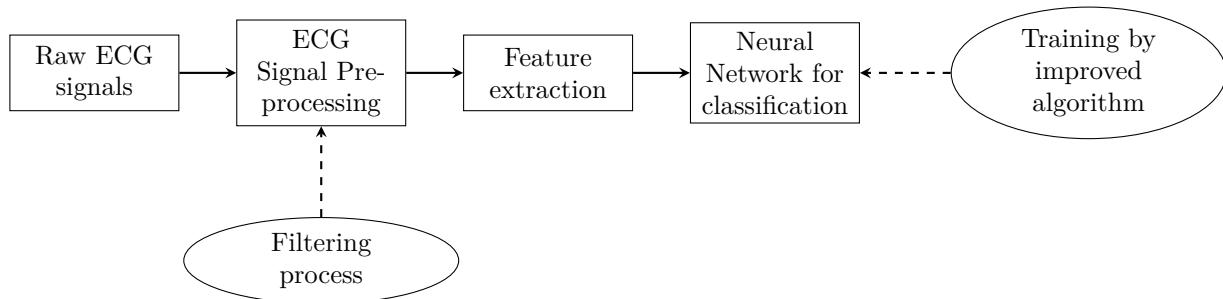 Raw ECG
signals
ECG
Signal Pre-
processing
Feature
extraction
Neural
Network for
classification
Training by
improved
algorithm
Filtering
process